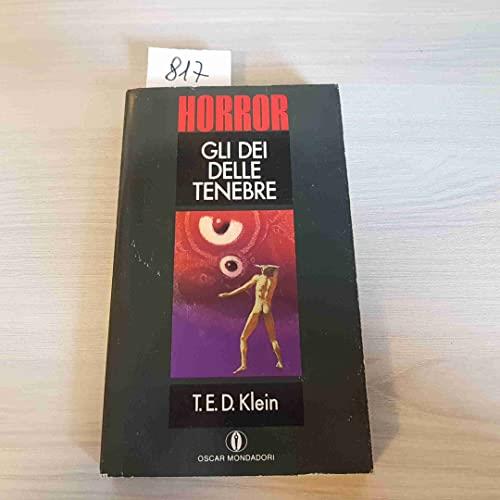 817
HORROR
GLI DEI
DELLE
TENEBRE
T.E.D. Klein
OSCAR MONDADORI